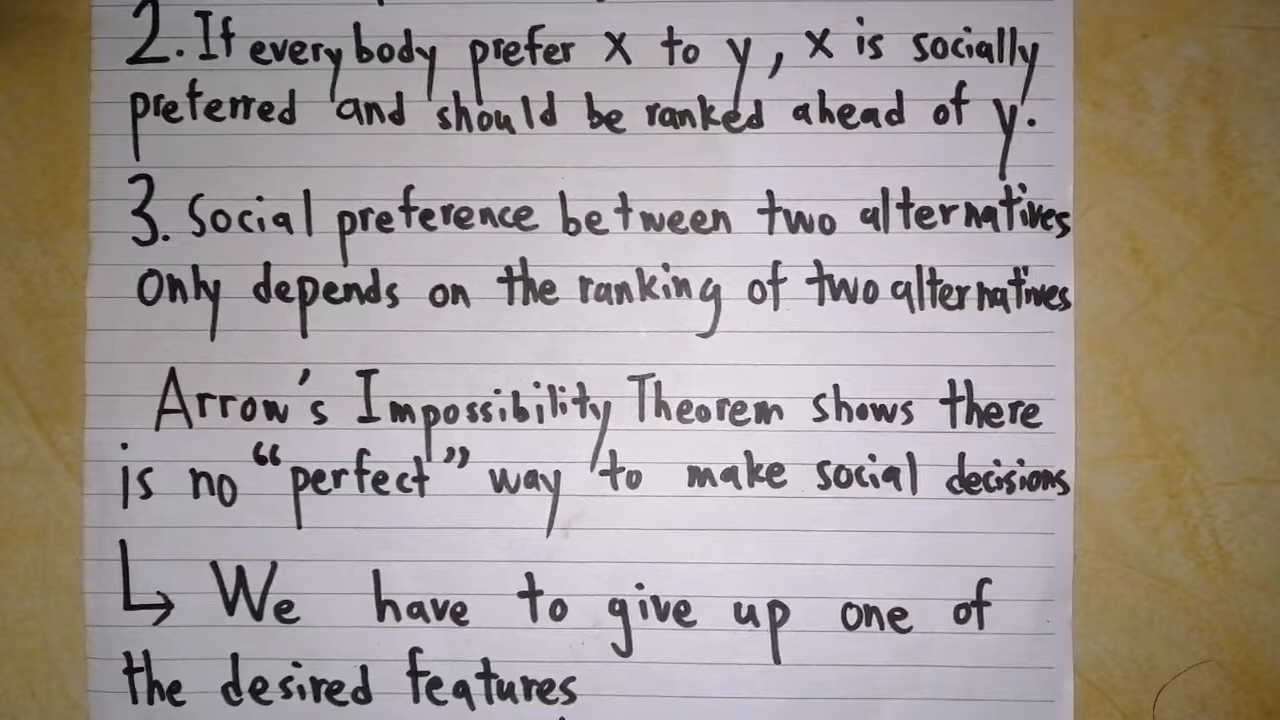 2. If everybody prefer x to y, x is socially
preferred and should be ranked ahead of y.
3. Social preference between two alternatives
Only depends on the ranking of two alternatives
Arrow's Impossibility Theorem shows there
is no "perfect" way to make social decisions
↳ We have to give up one of
the desired features